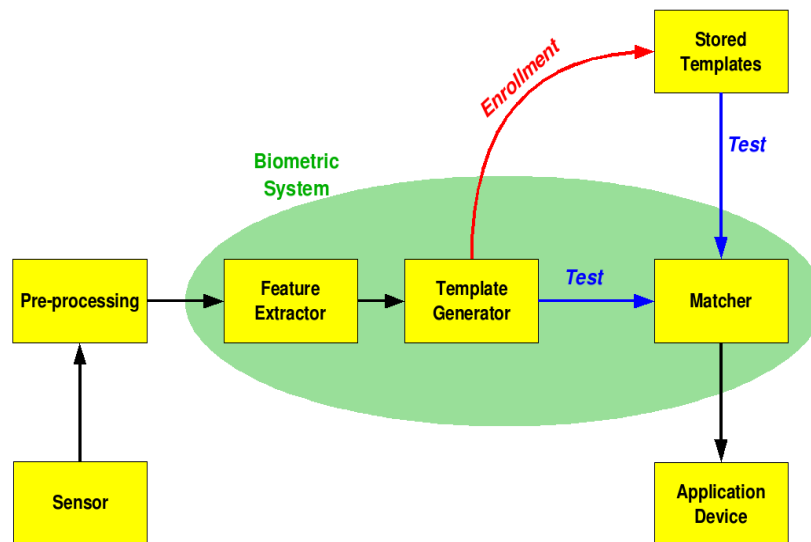 Stored
Templates
Enrollment
Test
Biometric
System
Pre-processing
Feature
Extractor
Template
Generator
Test
Matcher
Sensor
Application
Device